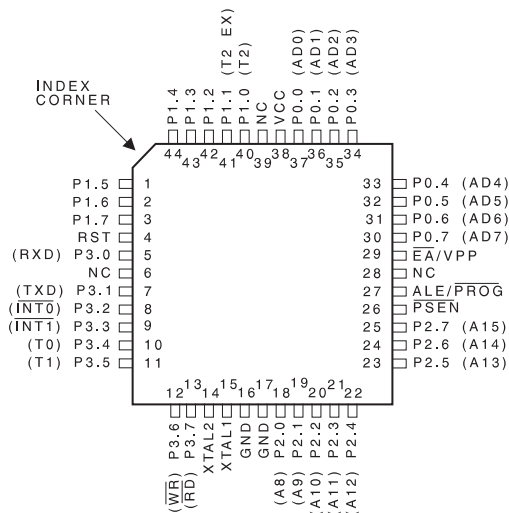 INDEX
CORNER
P1.4
P1.3
P1.2
P1.1 (T2 EX)
P1.0 (T2)
NC
VCC
P0.0 (AD0)
P0.1 (AD1)
P0.2 (AD2)
P0.3 (AD3)
44
43
42
41
40
39
38
37
36
35
34
P1.5 1
P1.6 2
P1.7 3
RST 4
(RXD) P3.0 5
NC 6
(TXD) P3.1 7
(I̅N̅T̅0̅) P3.2 8
(I̅N̅T̅1̅) P3.3 9
(T0) P3.4 10
(T1) P3.5 11
33 P0.4 (AD4)
32 P0.5 (AD5)
31 P0.6 (AD6)
30 P0.7 (AD7)
29 E̅A̅/VPP
28 NC
27 ALE/P̅R̅O̅G̅
26 P̅S̅E̅N̅
25 P2.7 (A15)
24 P2.6 (A14)
23 P2.5 (A13)
12
13
14
15
16
17
18
19
20
21
22
(W̅R̅) P3.6
(R̅D̅) P3.7
XTAL2
XTAL1
GND
GND
(A8) P2.0
(A9) P2.1
(A10) P2.2
(A11) P2.3
(A12) P2.4